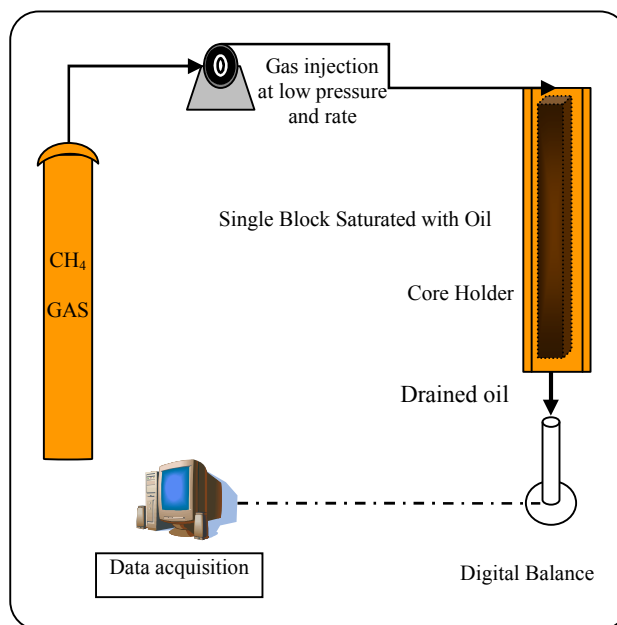 Gas injection
at low pressure
and rate
Single Block Saturated with Oil
CH₄
GAS
Core Holder
Drained oil
Data acquisition
Digital Balance